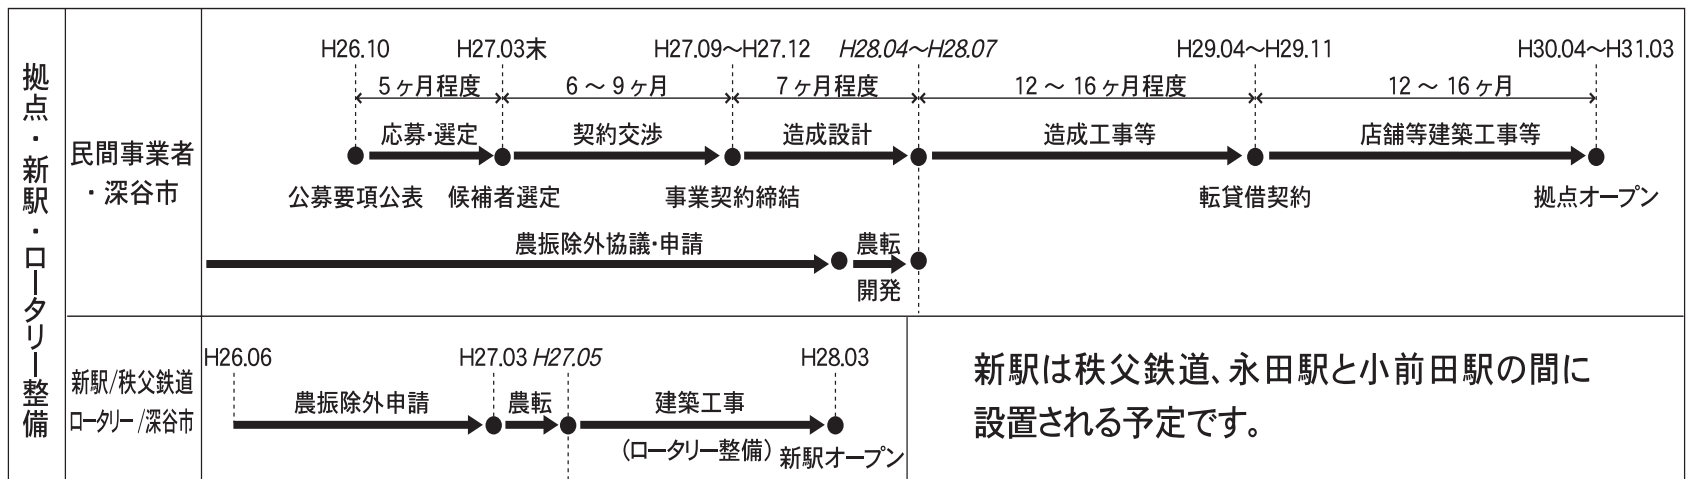 拠点・新駅・ロータリー整備
民間事業者
・深谷市
H26.10
H27.03末
H27.09～H27.12
H28.04～H28.07
H29.04～H29.11
H30.04～H31.03
5ヶ月程度
6～9ヶ月
7ヶ月程度
12～16ヶ月程度
12～16ヶ月
応募・選定
契約交渉
造成設計
造成工事等
店舗等建築工事等
公募要項公表
候補者選定
事業契約締結
転貸借契約
拠点オープン
農振除外協議・申請
農転
開発
新駅/秩父鉄道
ロータリー/深谷市
H26.06
H27.03
H27.05
H28.03
農振除外申請
農転
建築工事
(ロータリー整備)
新駅オープン
新駅は秩父鉄道、永田駅と小前田駅の間に
設置される予定です。